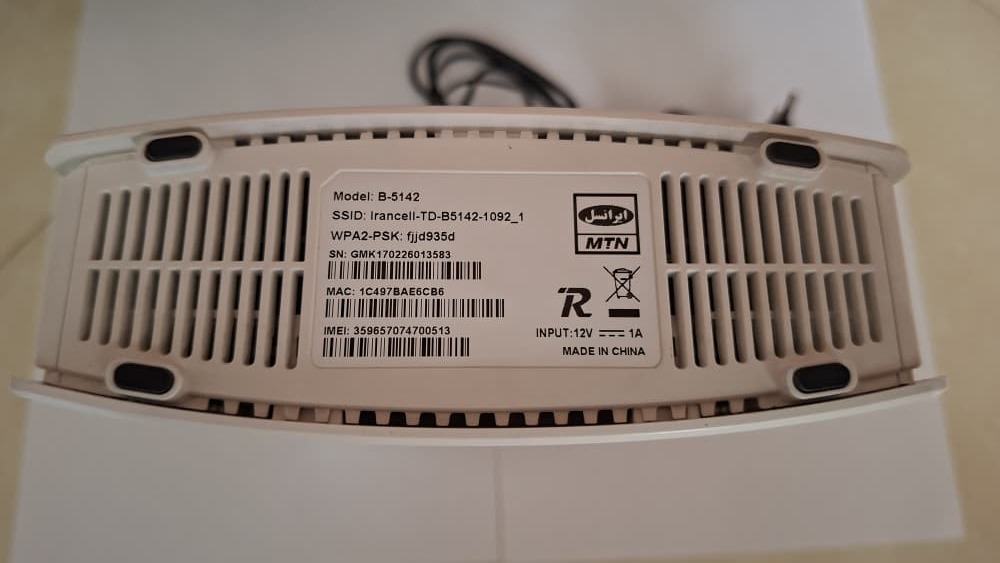 Model: B-5142
SSID: Irancell-TD-B5142-1092_1
WPA2-PSK: fjjd935d
SN: GMK170226013583
MAC: 1C497BAE6CB6
IMEI: 359657074700513
ایرانسل
MTN
R
INPUT:12V ⎓ 1A
MADE IN CHINA